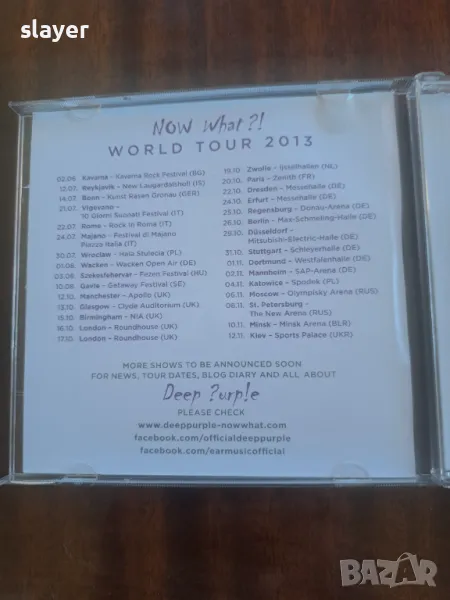 slayer
NOW What ?!
WORLD TOUR 2013
02.06. Kavarna – Kavarna Rock Festival (BG)
12.07. Reykjavik – New Laugardalsholl (IS)
14.07. Bonn – Kunst Rasen Gronau (GER)
21.07. Vigevano –
10 Giorni Suonati Festival (IT)
22.07. Rome – Rock in Roma (IT)
24.07. Majano – Festival di Majano
Piazza Italia (IT)
30.07. Wroclaw – Hala Stulecia (PL)
01.08. Wacken – Wacken Open Air (DE)
03.08. Szekesfehervar – Fezen Festival (HU)
10.08. Gavle – Getaway Festival (SE)
12.10. Manchester – Apollo (UK)
13.10. Glasgow – Clyde Auditorium (UK)
15.10. Birmingham – NIA (UK)
16.10. London – Roundhouse (UK)
17.10. London – Roundhouse (UK)
19.10. Zwolle – Ijsselhallen (NL)
20.10. Paris – Zenith (FR)
22.10. Dresden – Messehalle (DE)
24.10. Erfurt – Messehalle (DE)
25.10. Regensburg – Donau-Arena (DE)
26.10. Berlin – Max-Schmeling-Halle (DE)
29.10. Düsseldorf –
Mitsubishi-Electric-Halle (DE)
31.10. Stuttgart – Schleyerhalle (DE)
01.11. Dortmund – Westfalenhalle (DE)
02.11. Mannheim – SAP-Arena (DE)
04.11. Katowice – Spodek (PL)
06.11. Moscow – Olympisky Arena (RUS)
St. Petersburg –
The New Arena (RUS)
10.11. Minsk – Minsk Arena (BLR)
12.11. Kiev – Sports Palace (UKR)
MORE SHOWS TO BE ANNOUNCED SOON
FOR NEWS, TOUR DATES, BLOG DIARY AND ALL ABOUT
Deep ?urp!e
PLEASE CHECK
www.deeppurple-nowwhat.com
facebook.com/officialdeeppurple
facebook.com/earmusicofficial
BAZAR